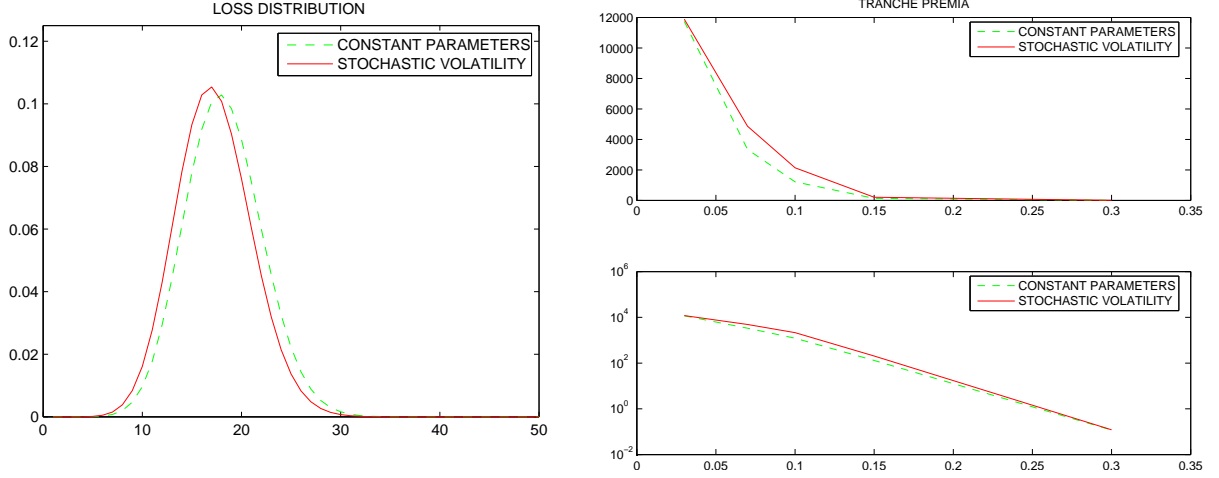 LOSS DISTRIBUTION
0.12
0.1
0.08
0.06
0.04
0.02
0
0 10 20 30 40 50
CONSTANT PARAMETERS
STOCHASTIC VOLATILITY
TRANCHE PREMIA
12000
10000
8000
6000
4000
2000
0
0 0.05 0.1 0.15 0.2 0.25 0.3 0.35
CONSTANT PARAMETERS
STOCHASTIC VOLATILITY
10^6
10^4
10^2
10^0
10^-2
0 0.05 0.1 0.15 0.2 0.25 0.3 0.35
CONSTANT PARAMETERS
STOCHASTIC VOLATILITY